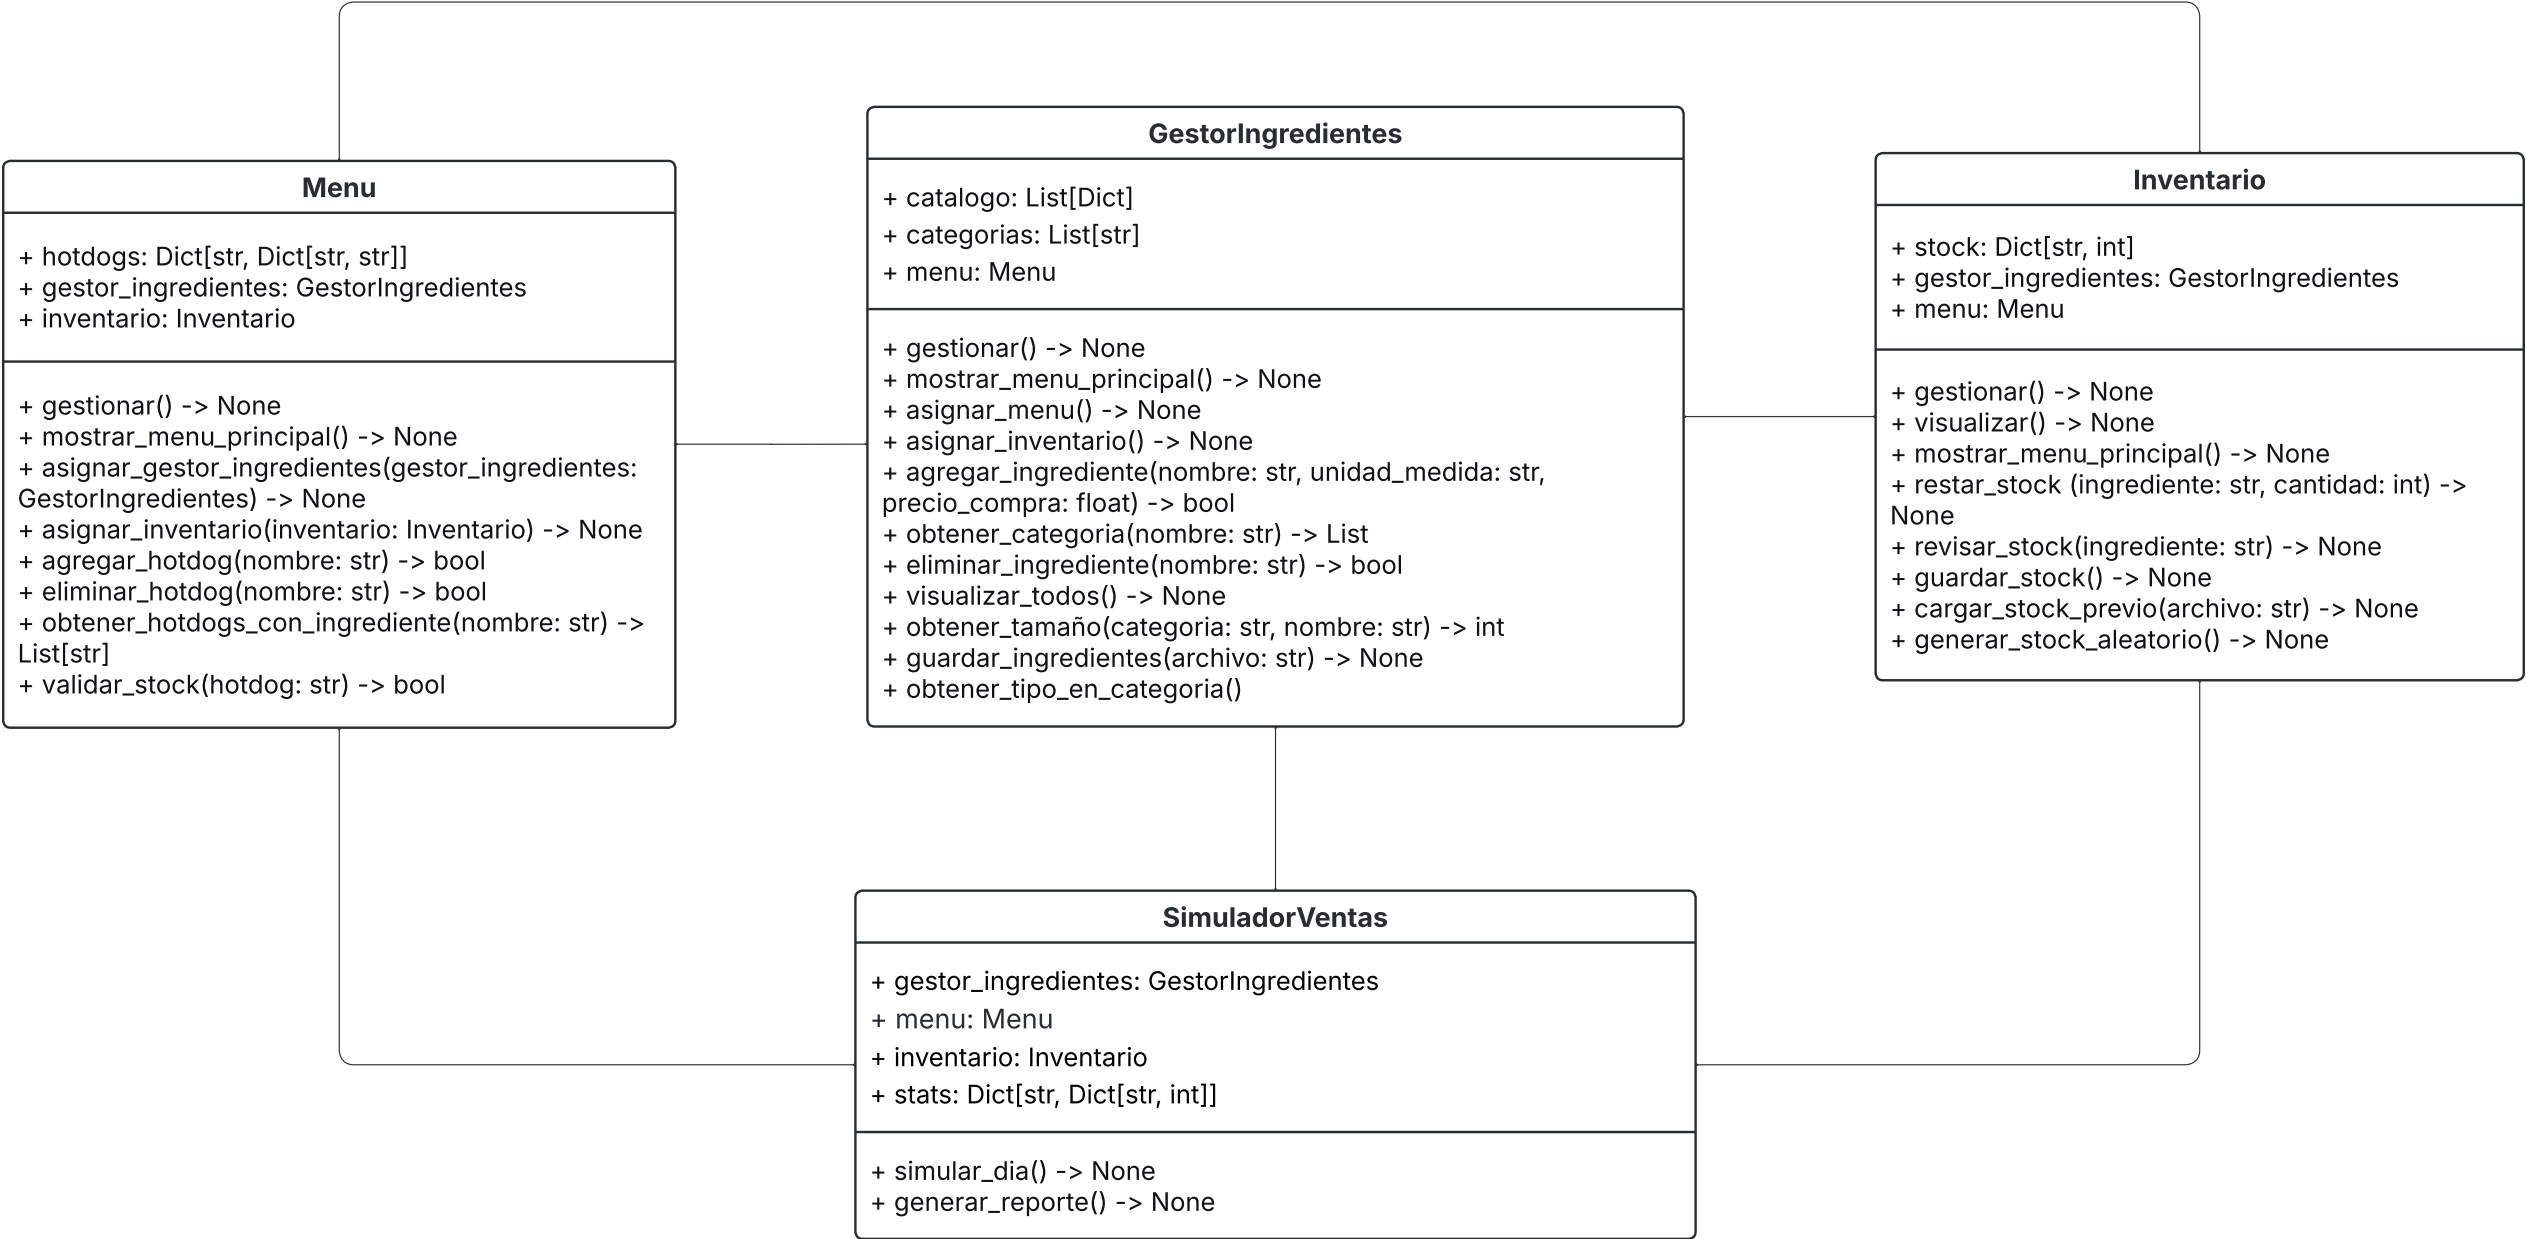 Menu
+ hotdogs: Dict[str, Dict[str, str]]
+ gestor_ingredientes: GestorIngredientes
+ inventario: Inventario
+ gestionar() -> None
+ mostrar_menu_principal() -> None
+ asignar_gestor_ingredientes(gestor_ingredientes:
GestorIngredientes) -> None
+ asignar_inventario(inventario: Inventario) -> None
+ agregar_hotdog(nombre: str) -> bool
+ eliminar_hotdog(nombre: str) -> bool
+ obtener_hotdogs_con_ingrediente(nombre: str) ->
List[str]
+ validar_stock(hotdog: str) -> bool
GestorIngredientes
+ catalogo: List[Dict]
+ categorias: List[str]
+ menu: Menu
+ gestionar() -> None
+ mostrar_menu_principal() -> None
+ asignar_menu() -> None
+ asignar_inventario() -> None
+ agregar_ingrediente(nombre: str, unidad_medida: str,
precio_compra: float) -> bool
+ obtener_categoria(nombre: str) -> List
+ eliminar_ingrediente(nombre: str) -> bool
+ visualizar_todos() -> None
+ obtener_tamaño(categoria: str, nombre: str) -> int
+ guardar_ingredientes(archivo: str) -> None
+ obtener_tipo_en_categoria()
Inventario
+ stock: Dict[str, int]
+ gestor_ingredientes: GestorIngredientes
+ menu: Menu
+ gestionar() -> None
+ visualizar() -> None
+ mostrar_menu_principal() -> None
+ restar_stock (ingrediente: str, cantidad: int) ->
None
+ revisar_stock(ingrediente: str) -> None
+ guardar_stock() -> None
+ cargar_stock_previo(archivo: str) -> None
+ generar_stock_aleatorio() -> None
SimuladorVentas
+ gestor_ingredientes: GestorIngredientes
+ menu: Menu
+ inventario: Inventario
+ stats: Dict[str, Dict[str, int]]
+ simular_dia() -> None
+ generar_reporte() -> None